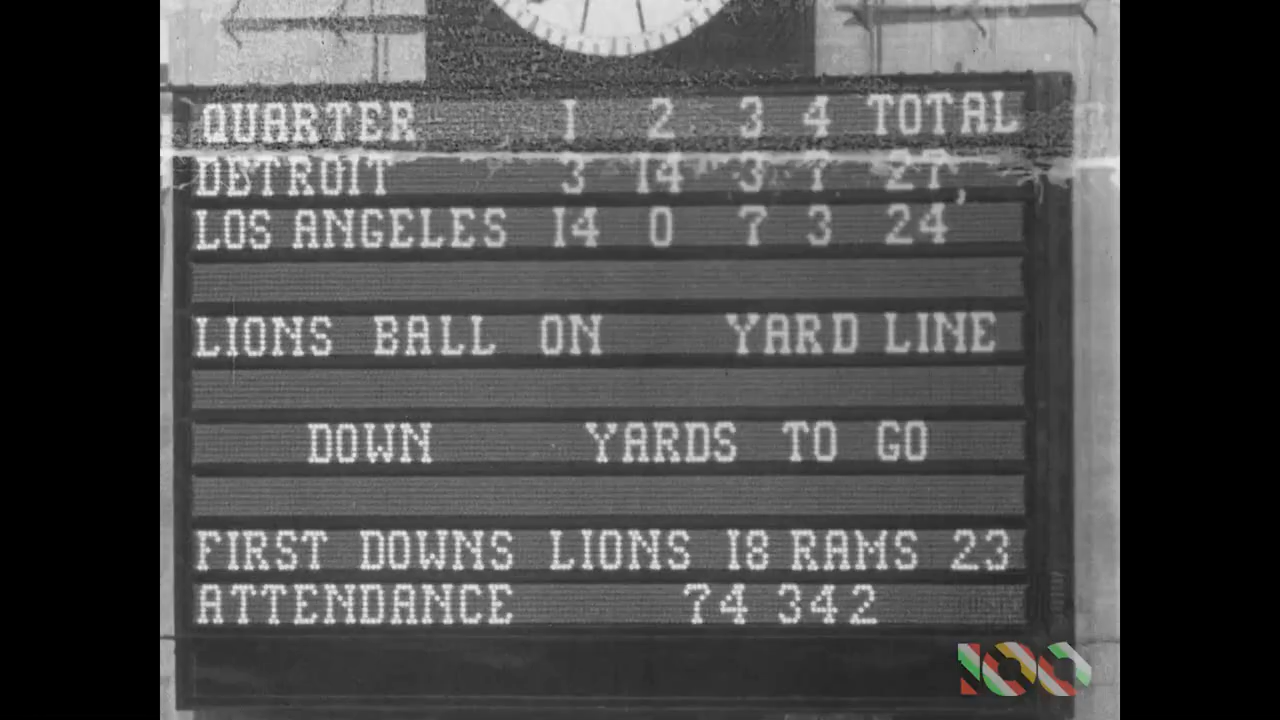 QUARTER 1 2 3 4 TOTAL
DETROIT 3 14 3 7 27
LOS ANGELES 14 0 7 3 24
LIONS BALL ON YARD LINE
DOWN YARDS TO GO
FIRST DOWNS LIONS 18 RAMS 23
ATTENDANCE 74 342
100